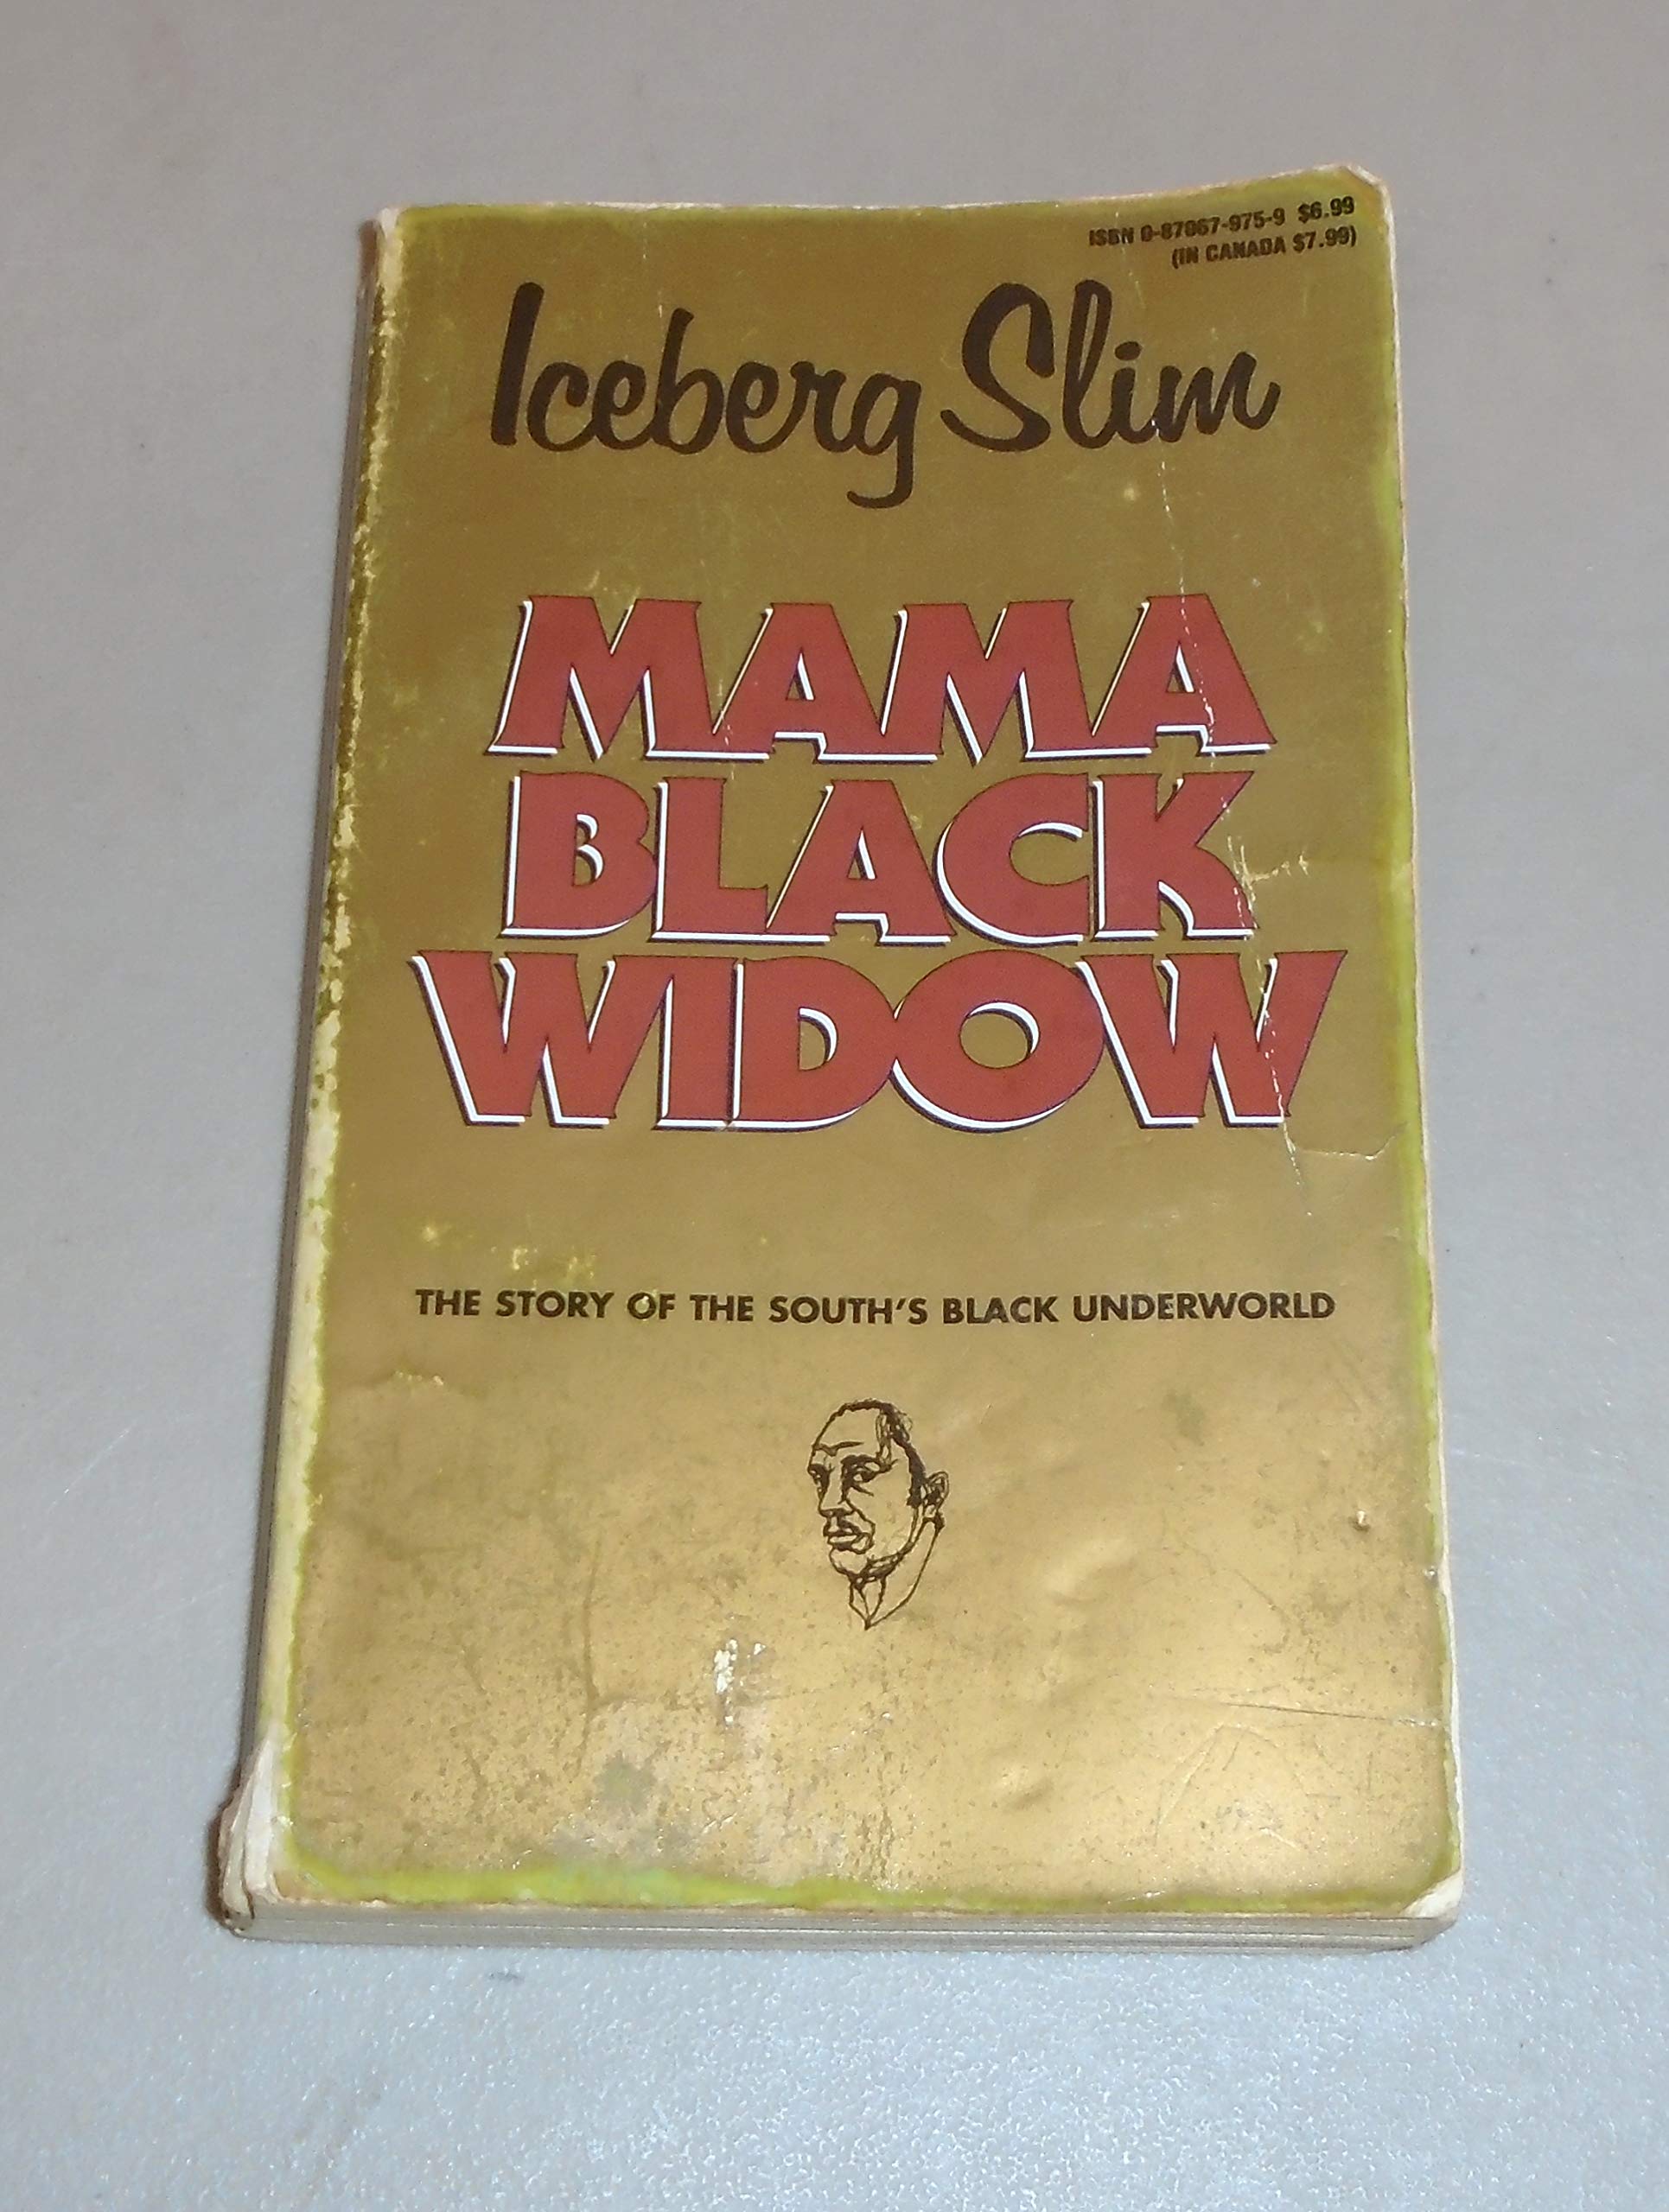 ISBN 0-87067-975-9 $6.99
(IN CANADA $7.99)
Iceberg Slim
MAMA
BLACK
WIDOW
THE STORY OF THE SOUTH'S BLACK UNDERWORLD